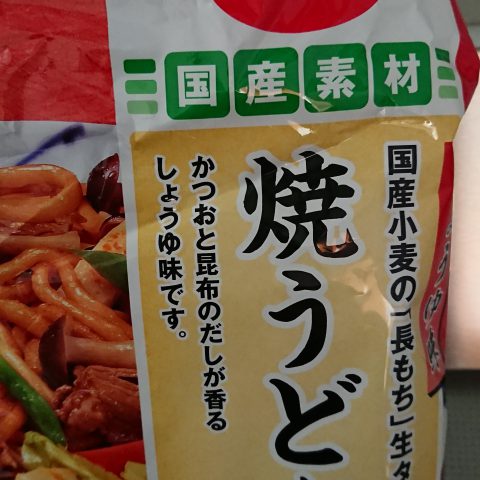 国産素材
国産小麦の「長もち」生タ
焼うど
かつおと昆布のだしが香る
しょうゆ味です。